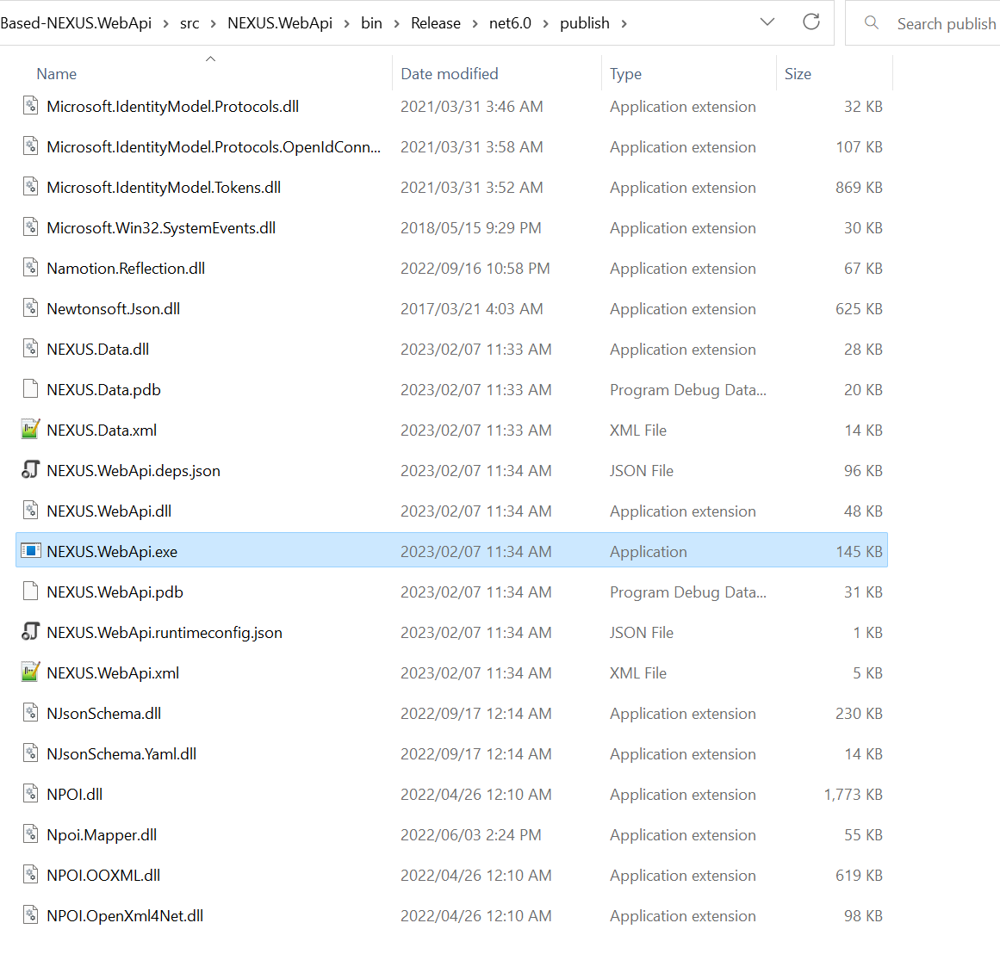 Based-NEXUS.WebApi > src > NEXUS.WebApi > bin > Release > net6.0 > publish > Search publish
Name Date modified Type Size
Microsoft.IdentityModel.Protocols.dll 2021/03/31 3:46 AM Application extension 32 KB
Microsoft.IdentityModel.Protocols.OpenIdConn... 2021/03/31 3:58 AM Application extension 107 KB
Microsoft.IdentityModel.Tokens.dll 2021/03/31 3:52 AM Application extension 869 KB
Microsoft.Win32.SystemEvents.dll 2018/05/15 9:29 PM Application extension 30 KB
Namotion.Reflection.dll 2022/09/16 10:58 PM Application extension 67 KB
Newtonsoft.Json.dll 2017/03/21 4:03 AM Application extension 625 KB
NEXUS.Data.dll 2023/02/07 11:33 AM Application extension 28 KB
NEXUS.Data.pdb 2023/02/07 11:33 AM Program Debug Data... 20 KB
NEXUS.Data.xml 2023/02/07 11:33 AM XML File 14 KB
NEXUS.WebApi.deps.json 2023/02/07 11:34 AM JSON File 96 KB
NEXUS.WebApi.dll 2023/02/07 11:34 AM Application extension 48 KB
NEXUS.WebApi.exe 2023/02/07 11:34 AM Application 145 KB
NEXUS.WebApi.pdb 2023/02/07 11:34 AM Program Debug Data... 31 KB
NEXUS.WebApi.runtimeconfig.json 2023/02/07 11:34 AM JSON File 1 KB
NEXUS.WebApi.xml 2023/02/07 11:34 AM XML File 5 KB
NJsonSchema.dll 2022/09/17 12:14 AM Application extension 230 KB
NJsonSchema.Yaml.dll 2022/09/17 12:14 AM Application extension 14 KB
NPOI.dll 2022/04/26 12:10 AM Application extension 1,773 KB
Npoi.Mapper.dll 2022/06/03 2:24 PM Application extension 55 KB
NPOI.OOXML.dll 2022/04/26 12:10 AM Application extension 619 KB
NPOI.OpenXml4Net.dll 2022/04/26 12:10 AM Application extension 98 KB